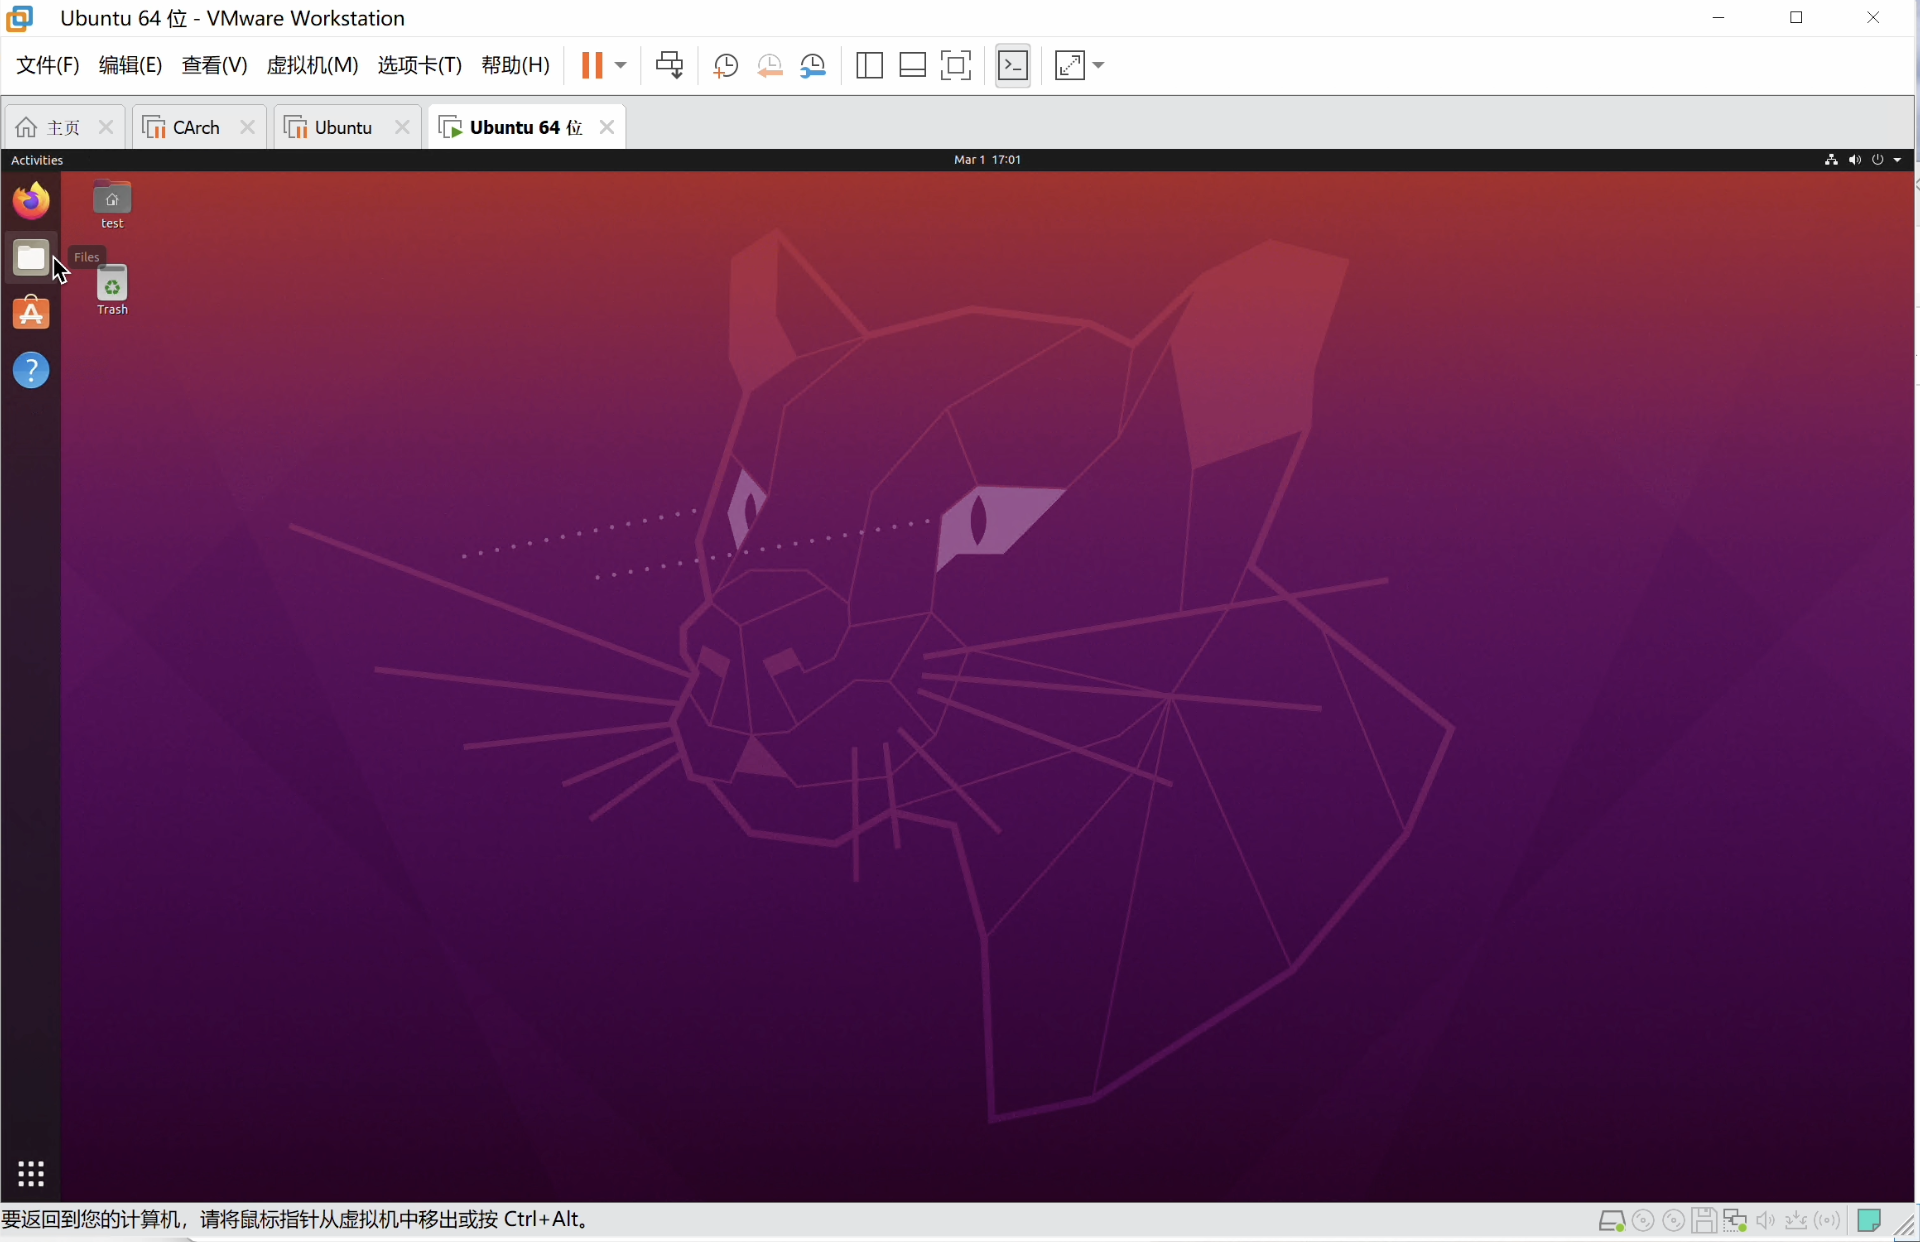 Ubuntu 64 位 - VMware Workstation
文件(F) 编辑(E) 查看(V) 虚拟机(M) 选项卡(T) 帮助(H)
主页 CArch Ubuntu Ubuntu 64 位
Activities Mar 1 17:01
test
Files
Trash
要返回到您的计算机，请将鼠标指针从虚拟机中移出或按 Ctrl+Alt。